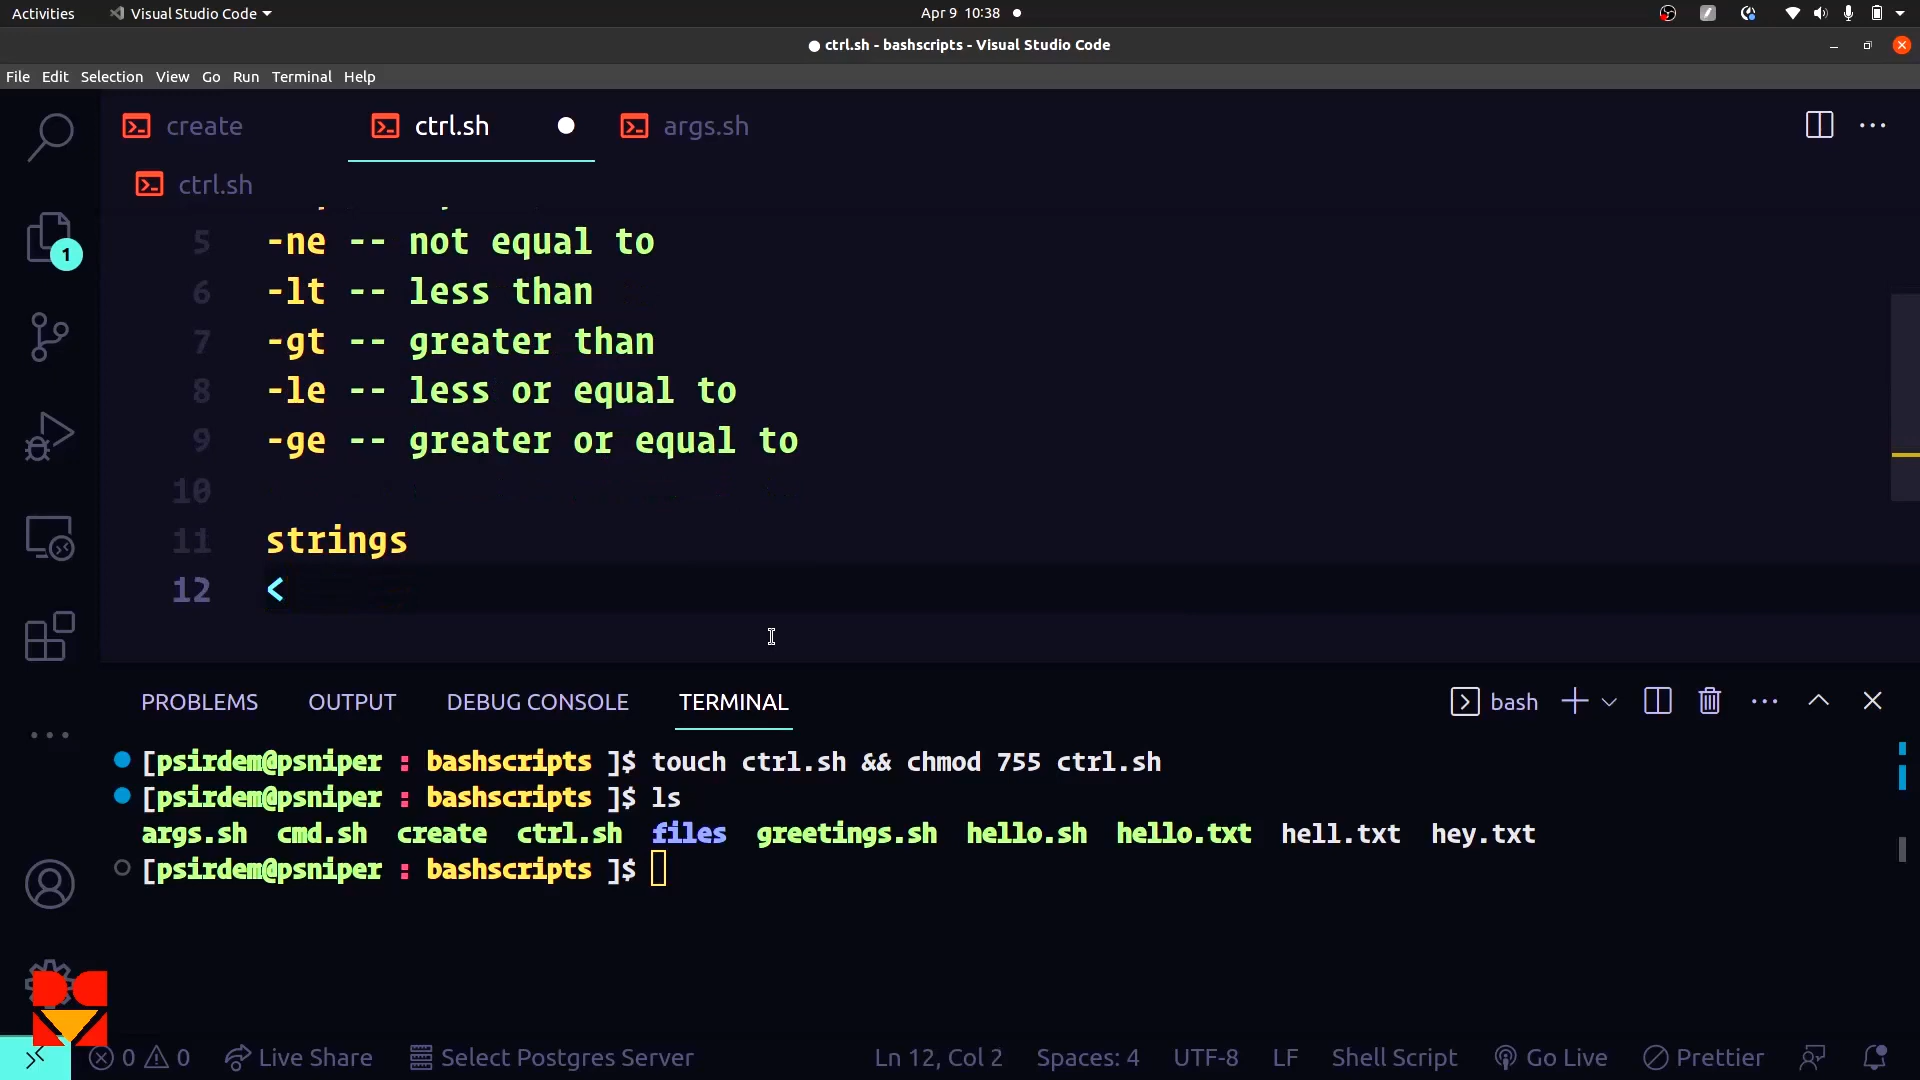 Activities Visual Studio Code Apr 9 10:38
ctrl.sh - bashscripts - Visual Studio Code
File Edit Selection View Go Run Terminal Help
create ctrl.sh args.sh
ctrl.sh
5 -ne -- not equal to
6 -lt -- less than
7 -gt -- greater than
8 -le -- less or equal to
9 -ge -- greater or equal to
10
11 strings
12 <
1
PROBLEMS OUTPUT DEBUG CONSOLE TERMINAL bash
[psirdem@psniper : bashscripts ]$ touch ctrl.sh && chmod 755 ctrl.sh
[psirdem@psniper : bashscripts ]$ ls
args.sh cmd.sh create ctrl.sh files greetings.sh hello.sh hello.txt hell.txt hey.txt
[psirdem@psniper : bashscripts ]$
0 0 Live Share Select Postgres Server Ln 12, Col 2 Spaces: 4 UTF-8 LF Shell Script Go Live Prettier